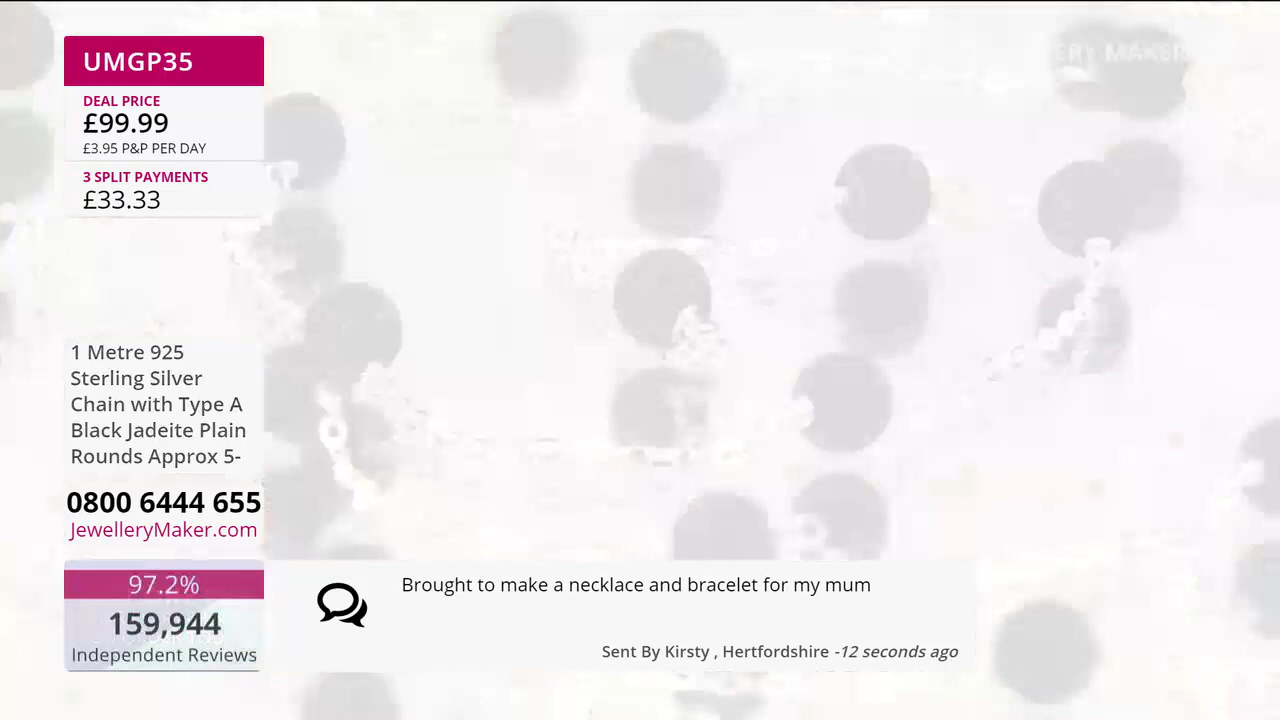 UMGP35
DEAL PRICE
£99.99
£3.95 P&P PER DAY
3 SPLIT PAYMENTS
£33.33
1 Metre 925
Sterling Silver
Chain with Type A
Black Jadeite Plain
Rounds Approx 5-
0800 6444 655
JewelleryMaker.com
97.2%
159,944
Independent Reviews
Brought to make a necklace and bracelet for my mum
Sent By Kirsty , Hertfordshire -12 seconds ago